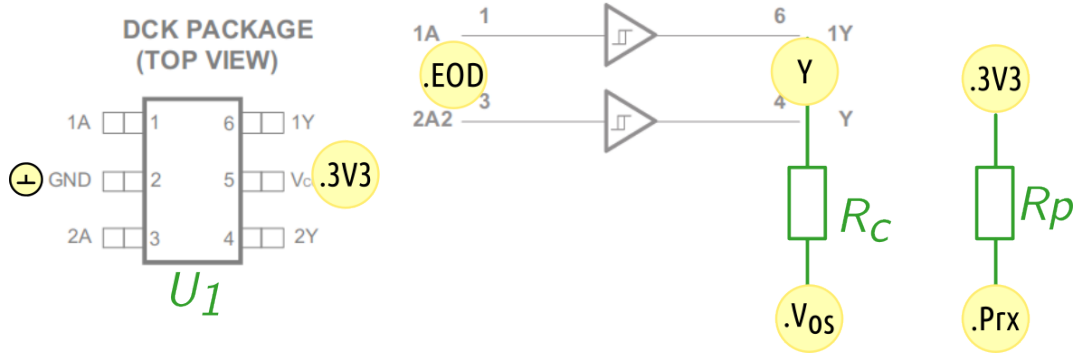 DCK PACKAGE
(TOP VIEW)
1A 1 6 1Y
GND 2 5 Vc .3V3
2A 3 4 2Y
U1
1A 1 6 1Y
.EOD
2A2 3 4 Y
Y
Rc
.Vos
.3V3
Rp
.Prx